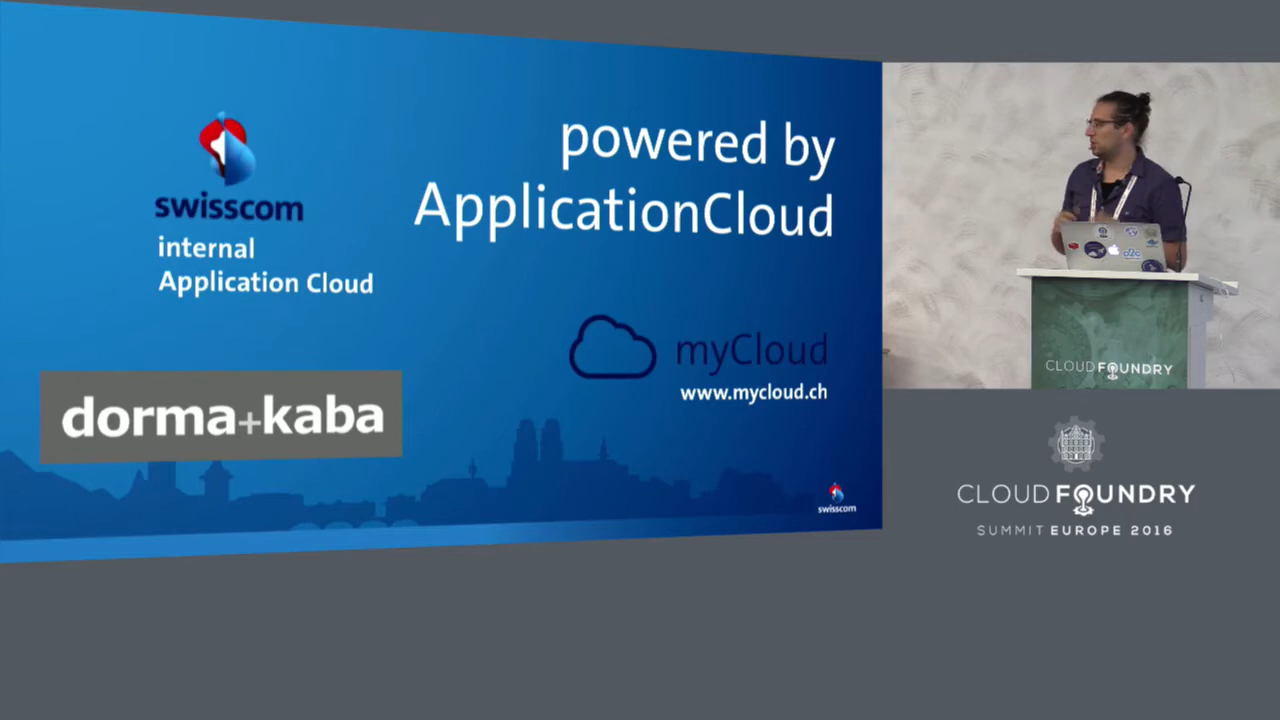 powered by
ApplicationCloud
swisscom
internal
Application Cloud
myCloud
www.mycloud.ch
dorma+kaba
swisscom
CLOUD FOUNDRY
CLOUD FOUNDRY
SUMMIT EUROPE 2016